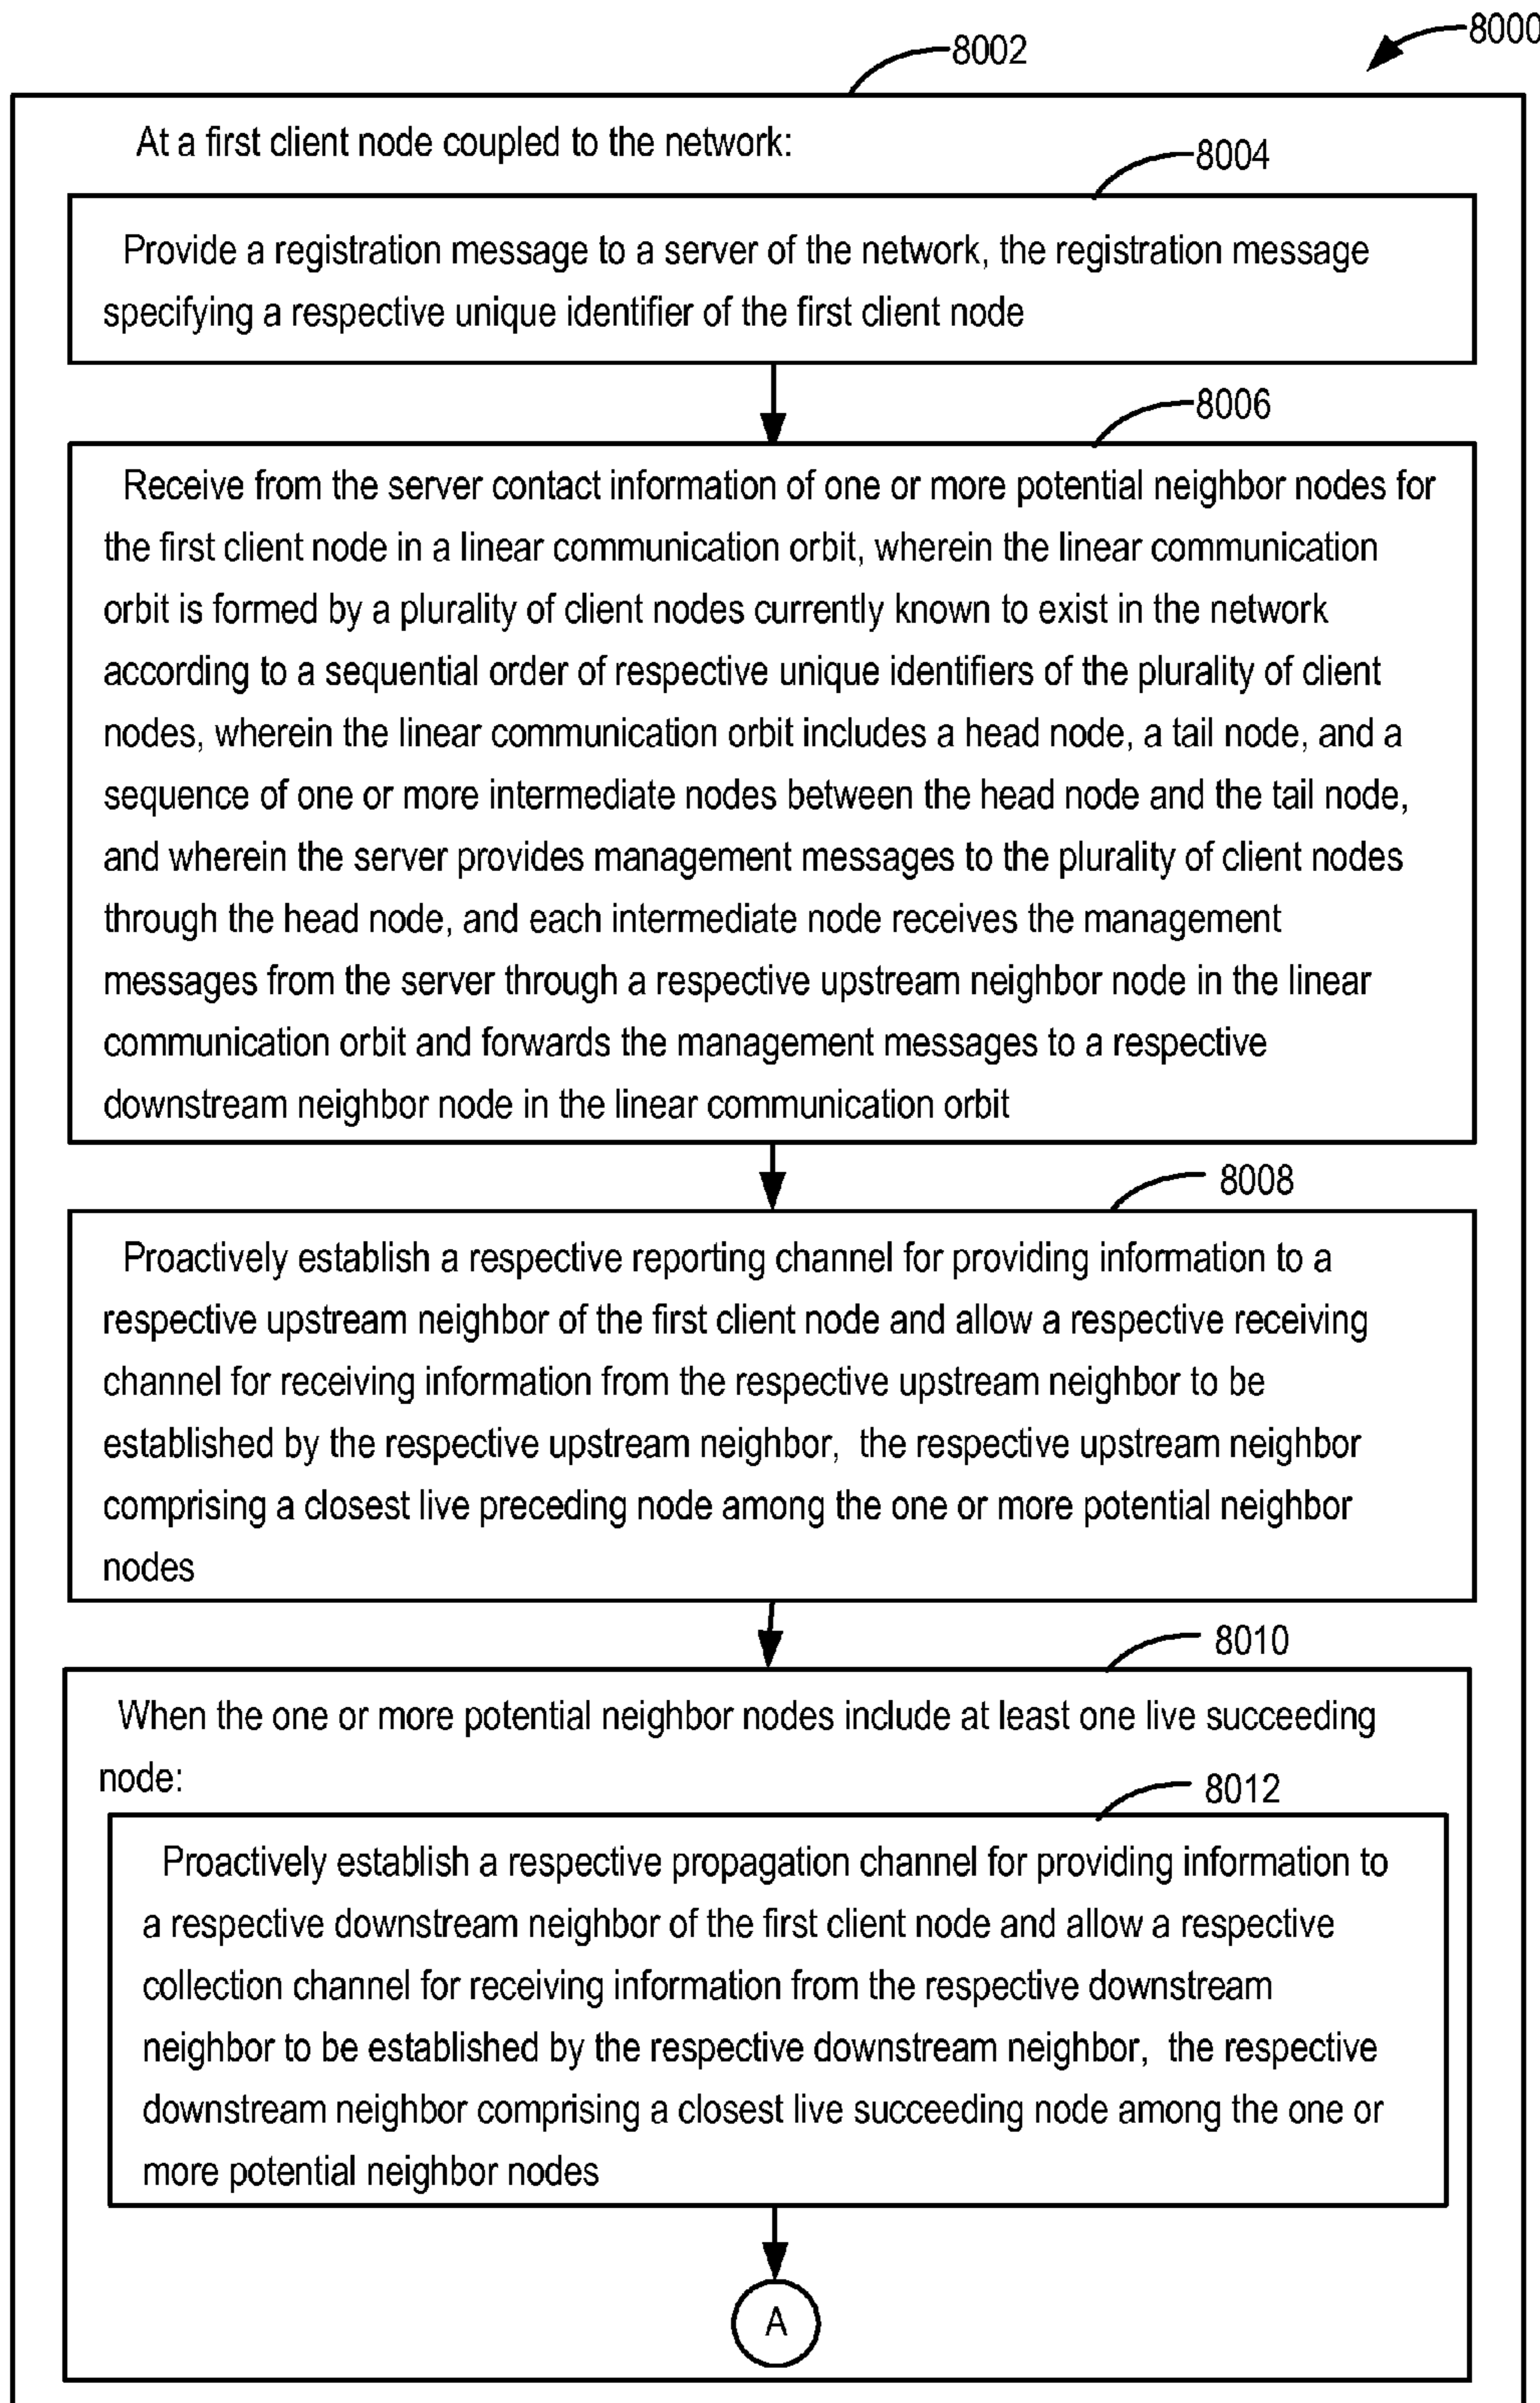 8000
8002
At a first client node coupled to the network:
8004
Provide a registration message to a server of the network, the registration message
specifying a respective unique identifier of the first client node
8006
Receive from the server contact information of one or more potential neighbor nodes for
the first client node in a linear communication orbit, wherein the linear communication
orbit is formed by a plurality of client nodes currently known to exist in the network
according to a sequential order of respective unique identifiers of the plurality of client
nodes, wherein the linear communication orbit includes a head node, a tail node, and a
sequence of one or more intermediate nodes between the head node and the tail node,
and wherein the server provides management messages to the plurality of client nodes
through the head node, and each intermediate node receives the management
messages from the server through a respective upstream neighbor node in the linear
communication orbit and forwards the management messages to a respective
downstream neighbor node in the linear communication orbit
8008
Proactively establish a respective reporting channel for providing information to a
respective upstream neighbor of the first client node and allow a respective receiving
channel for receiving information from the respective upstream neighbor to be
established by the respective upstream neighbor, the respective upstream neighbor
comprising a closest live preceding node among the one or more potential neighbor
nodes
8010
When the one or more potential neighbor nodes include at least one live succeeding
node:
8012
Proactively establish a respective propagation channel for providing information to
a respective downstream neighbor of the first client node and allow a respective
collection channel for receiving information from the respective downstream
neighbor to be established by the respective downstream neighbor, the respective
downstream neighbor comprising a closest live succeeding node among the one or
more potential neighbor nodes
A